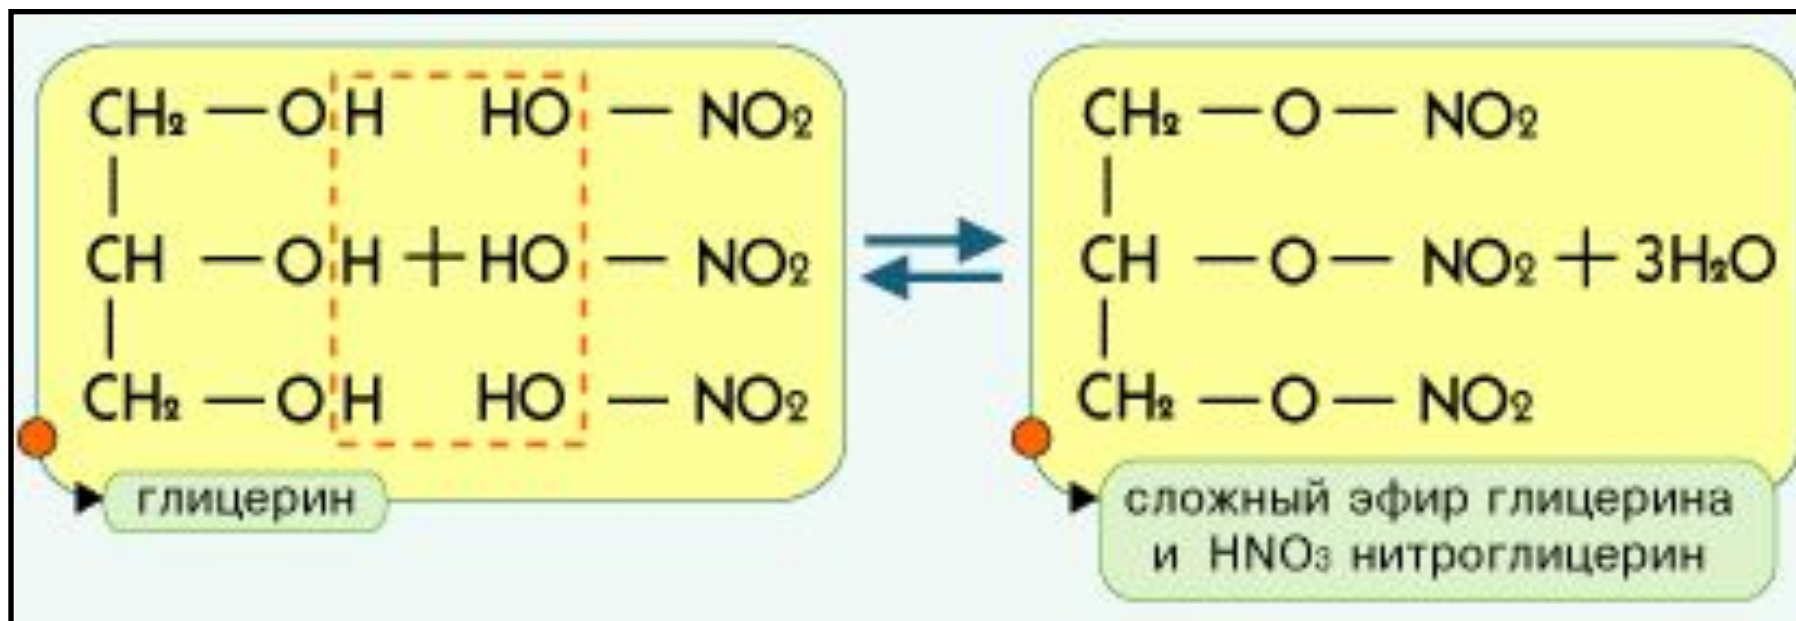 CH₂ — OH HO — NO₂
CH — OH + HO — NO₂
CH₂ — OH HO — NO₂
глицерин
CH₂ — O — NO₂
CH — O — NO₂ + 3H₂O
CH₂ — O — NO₂
сложный эфир глицерина
и HNO₃ нитроглицерин